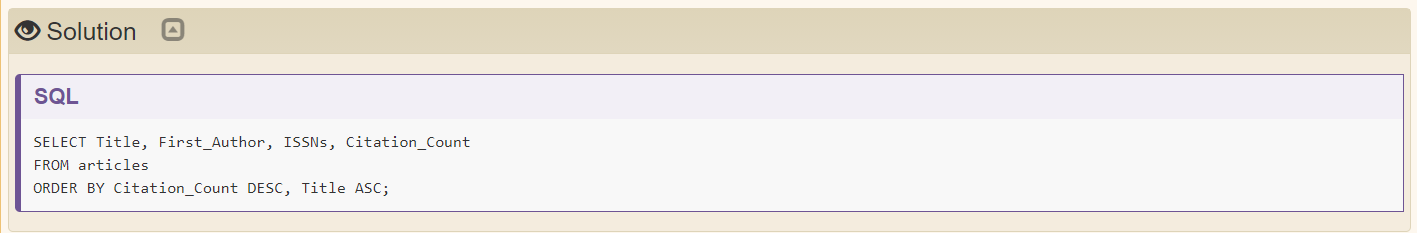 Solution
SQL
SELECT Title, First_Author, ISSNs, Citation_Count
FROM articles
ORDER BY Citation_Count DESC, Title ASC;